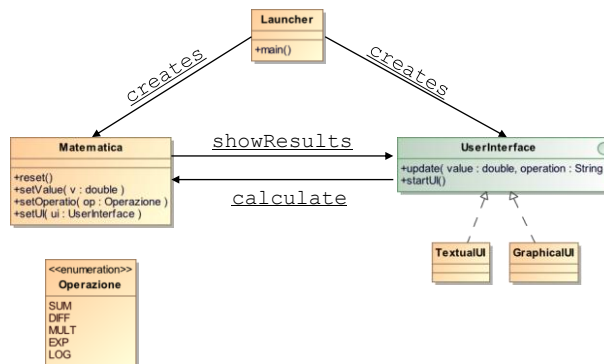 Launcher
+main()
creates
creates
Matematica
+reset()
+setValue( v : double )
+setOperatio( op : Operazione )
+setUI( ui : UserInterface )
showResults
calculate
UserInterface
+update( value : double, operation : String
+startUI()
TextualUI
GraphicalUI
<<enumeration>>
Operazione
SUM
DIFF
MULT
EXP
LOG